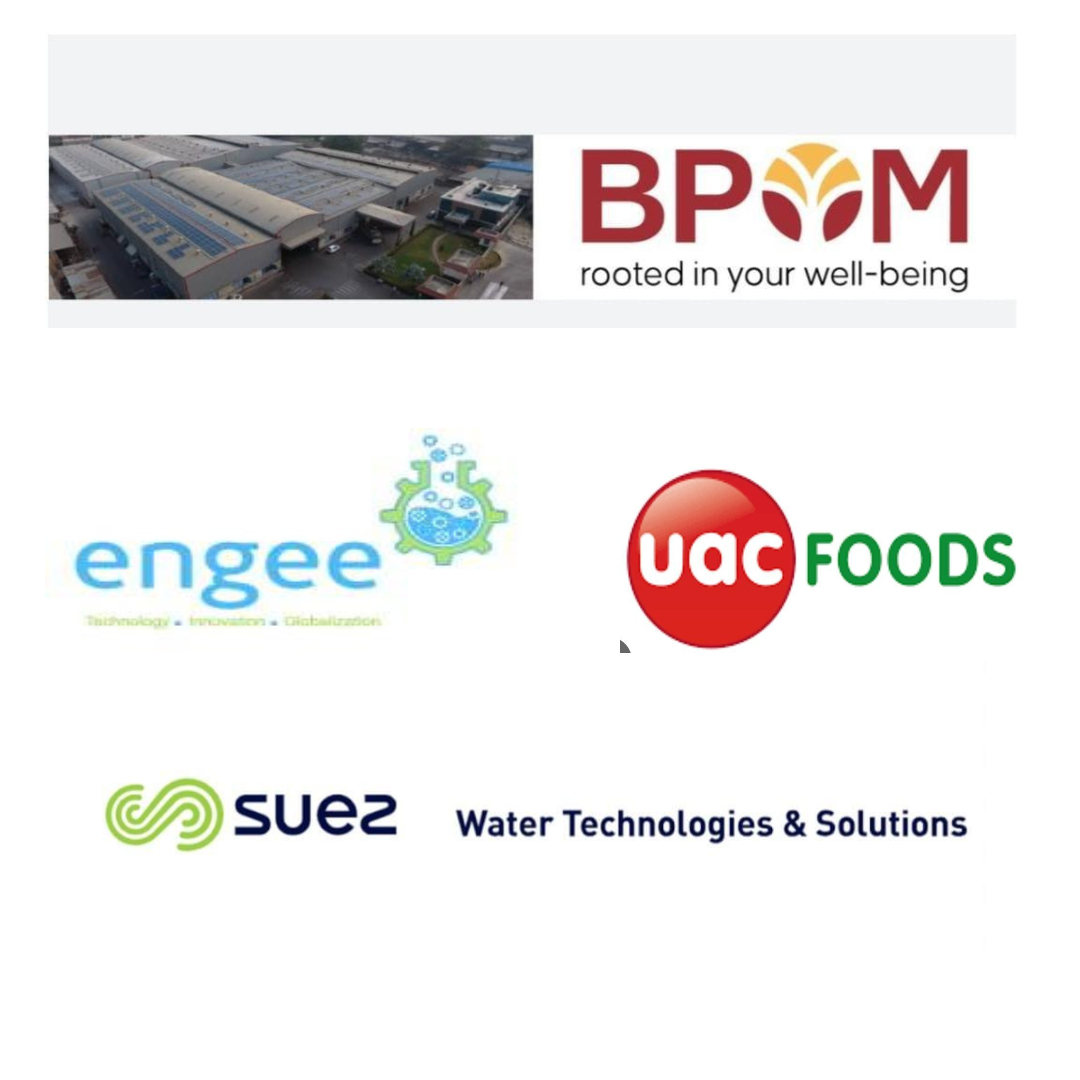 BPOM
rooted in your well-being
engee
Technology • Innovation • Globalization
uac FOODS
suez
Water Technologies & Solutions